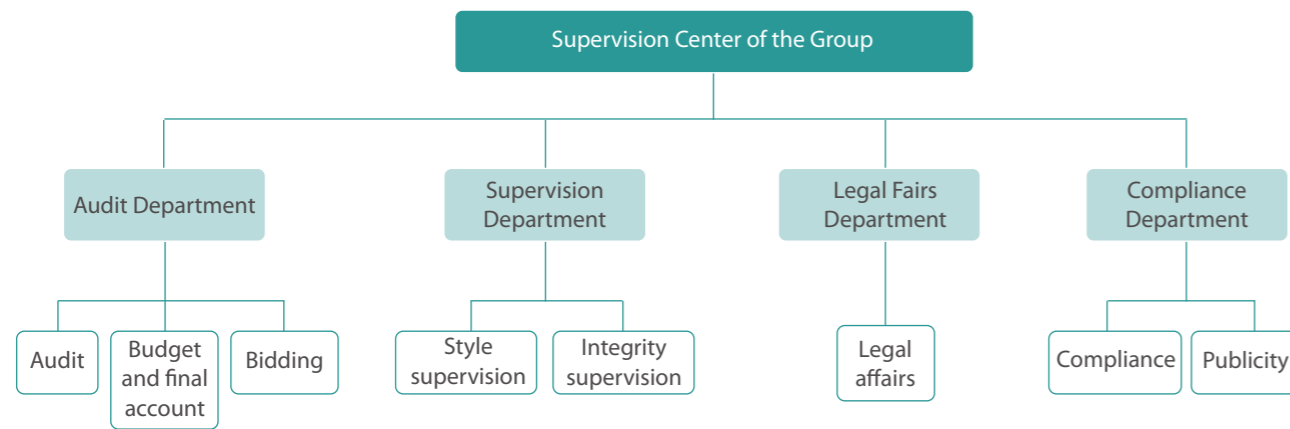 Supervision Center of the Group
Audit Department
Supervision
Department
Legal Fairs
Department
Compliance
Department
Audit
Budget
and final
account
Bidding
Style
supervision
Integrity
supervision
Legal
affairs
Compliance
Publicity